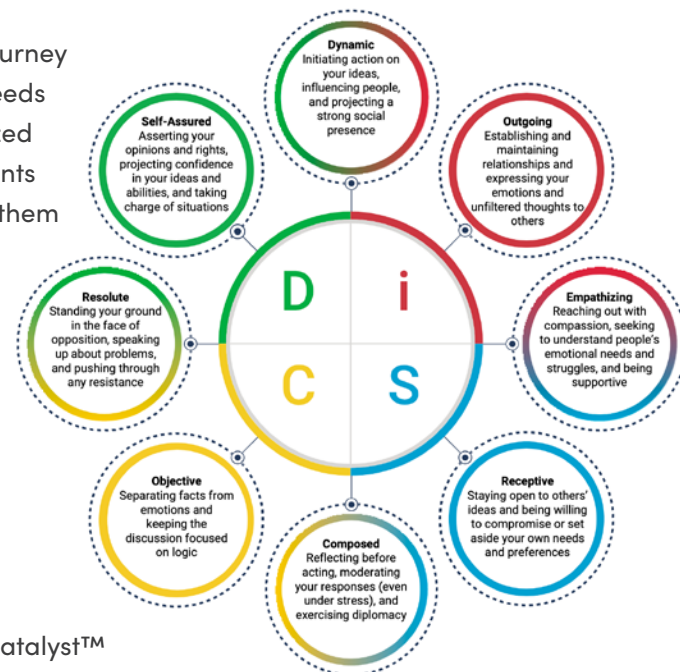 Dynamic
Initiating action on
your ideas,
influencing people,
and projecting a
strong social
presence
Self-Assured
Asserting your
opinions and rights,
projecting confidence
in your ideas and
abilities, and taking
charge of situations
Outgoing
Establishing and
maintaining
relationships and
expressing your
emotions and
unfiltered thoughts to
others
them
D
i
Resolute
Standing your ground
in the face of
opposition, speaking
up about problems,
and pushing through
any resistance
Empathizing
Reaching out with
compassion, seeking
to understand people's
emotional needs and
struggles, and being
supportive
C
S
Objective
Separating facts from
emotions and
keeping the
discussion focused
on logic
Receptive
Staying open to others'
ideas and being willing
to compromise or set
aside your own needs
and preferences
Composed
Reflecting before
acting, moderating
your responses (even
under stress), and
exercising diplomacy